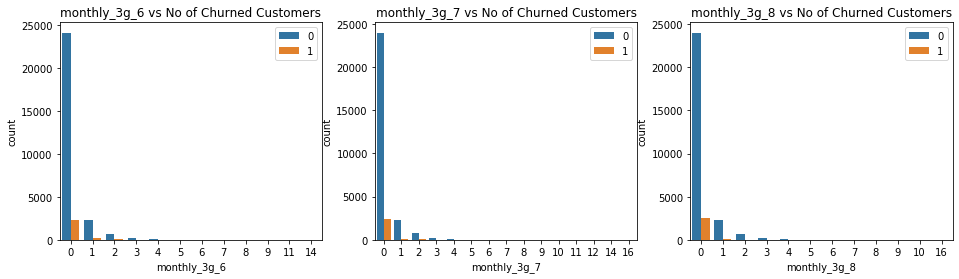 monthly_3g_6 vs No of Churned Customers
25000
20000
15000
10000
5000
0
count
0 1
0 1 2 3 4 5 6 7 8 9 11 14
monthly_3g_6
monthly_3g_7 vs No of Churned Customers
25000
20000
15000
10000
5000
0
count
0 1
0 1 2 3 4 5 6 7 8 9 10 11 12 14 16
monthly_3g_7
monthly_3g_8 vs No of Churned Customers
25000
20000
15000
10000
5000
0
count
0 1
0 1 2 3 4 5 6 7 8 9 10 16
monthly_3g_8